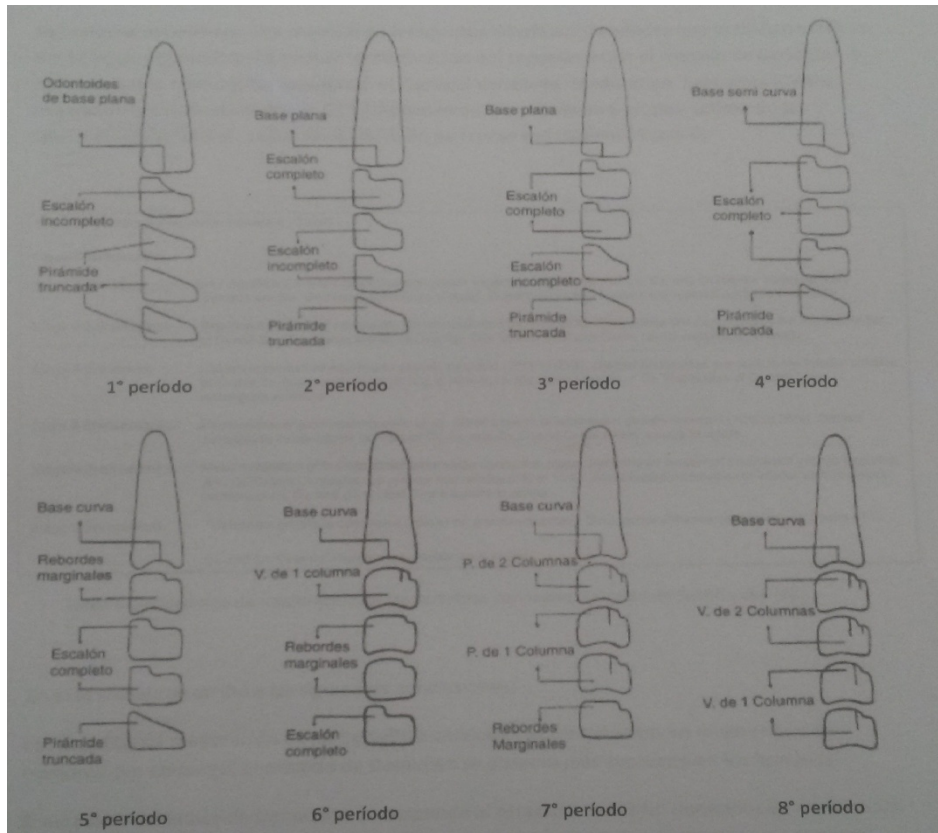 Odontoides
de base plana
Escalón
incompleto
Pirámide
truncada
1° período
Base plana
Escalón
completo
Escalón
incompleto
Pirámide
truncada
2° período
Base plana
Escalón
completo
Escalón
incompleto
Pirámide
truncada
3° período
Base semi curva
Escalón
completo
Pirámide
truncada
4° período
Base curva
Rebordes
marginales
Escalón
completo
Pirámide
truncada
5° período
Base curva
V. de 1 columna
Rebordes
marginales
Escalón
completo
6° período
Base curva
P. de 2 Columnas
P. de 1 Columna
Rebordes
Marginales
7° período
Base curva
V. de 2 Columnas
V. de 1 Columna
8° período